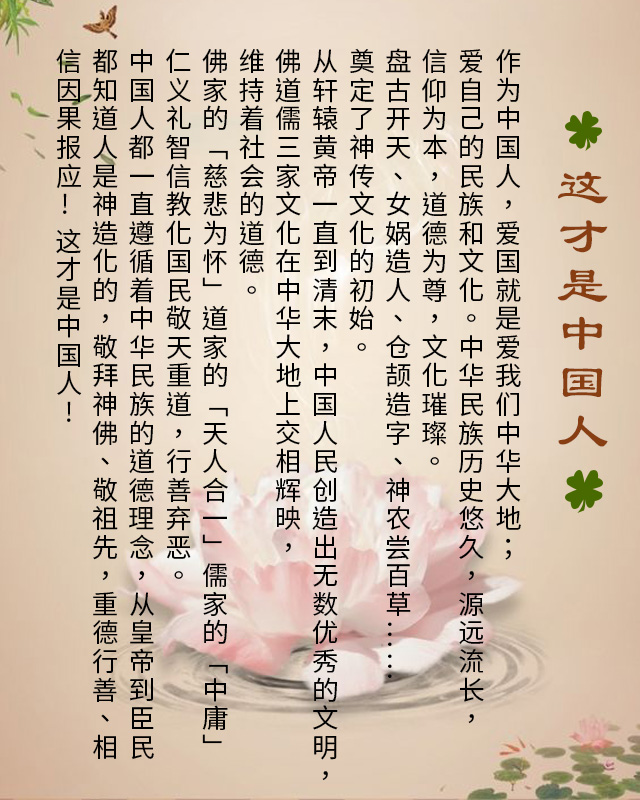 这才是中国人
作为中国人，爱国就是爱我们中华大地；
爱自己的民族和文化。中华民族历史悠久，源远流长，
信仰为本，道德为尊，文化璀璨。
盘古开天、女娲造人、仓颉造字、神农尝百草……
奠定了神传文化的初始。
从轩辕黄帝一直到清末，中国人民创造出无数优秀的文明，
佛道儒三家文化在中华大地上交相辉映，
维持着社会的道德。
佛家的「慈悲为怀」道家的「天人合一」儒家的「中庸」
仁义礼智信教化国民敬天重道，行善弃恶。
中国人都一直遵循着中华民族的道德理念，从皇帝到臣民
都知道人是神造化的，敬拜神佛、敬祖先，重德行善、相
信因果报应！这才是中国人！